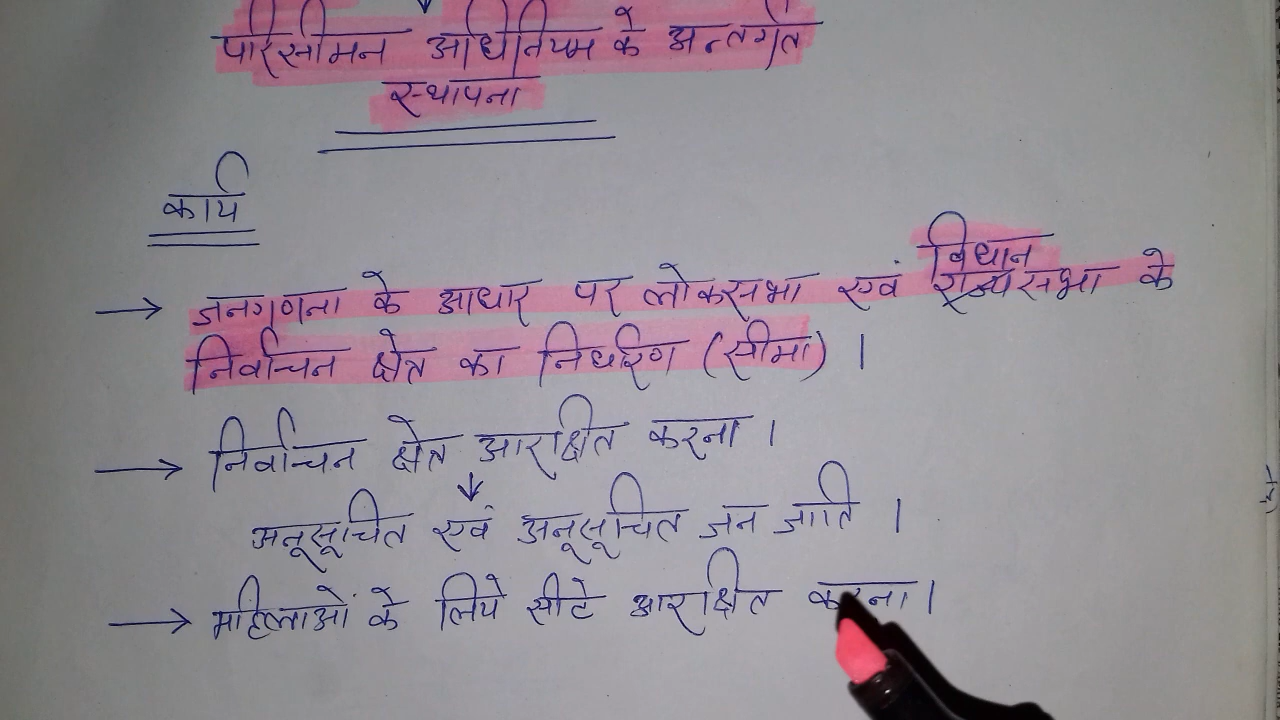 परिसीमन अधिनियम के अन्तर्गत
स्थापना
कार्य
विधान
→ जनगणना के आधार पर लोकसभा एवं राज्यसभा के
निर्वाचन क्षेत्र का निर्धारण (सीमा) ।
→ निर्वाचन क्षेत्र आरक्षित करना ।
↓
अनूसूचित एवं अनूसूचित जन जाति ।
→ महिलाओं के लिये सीटे आरक्षित करना ।